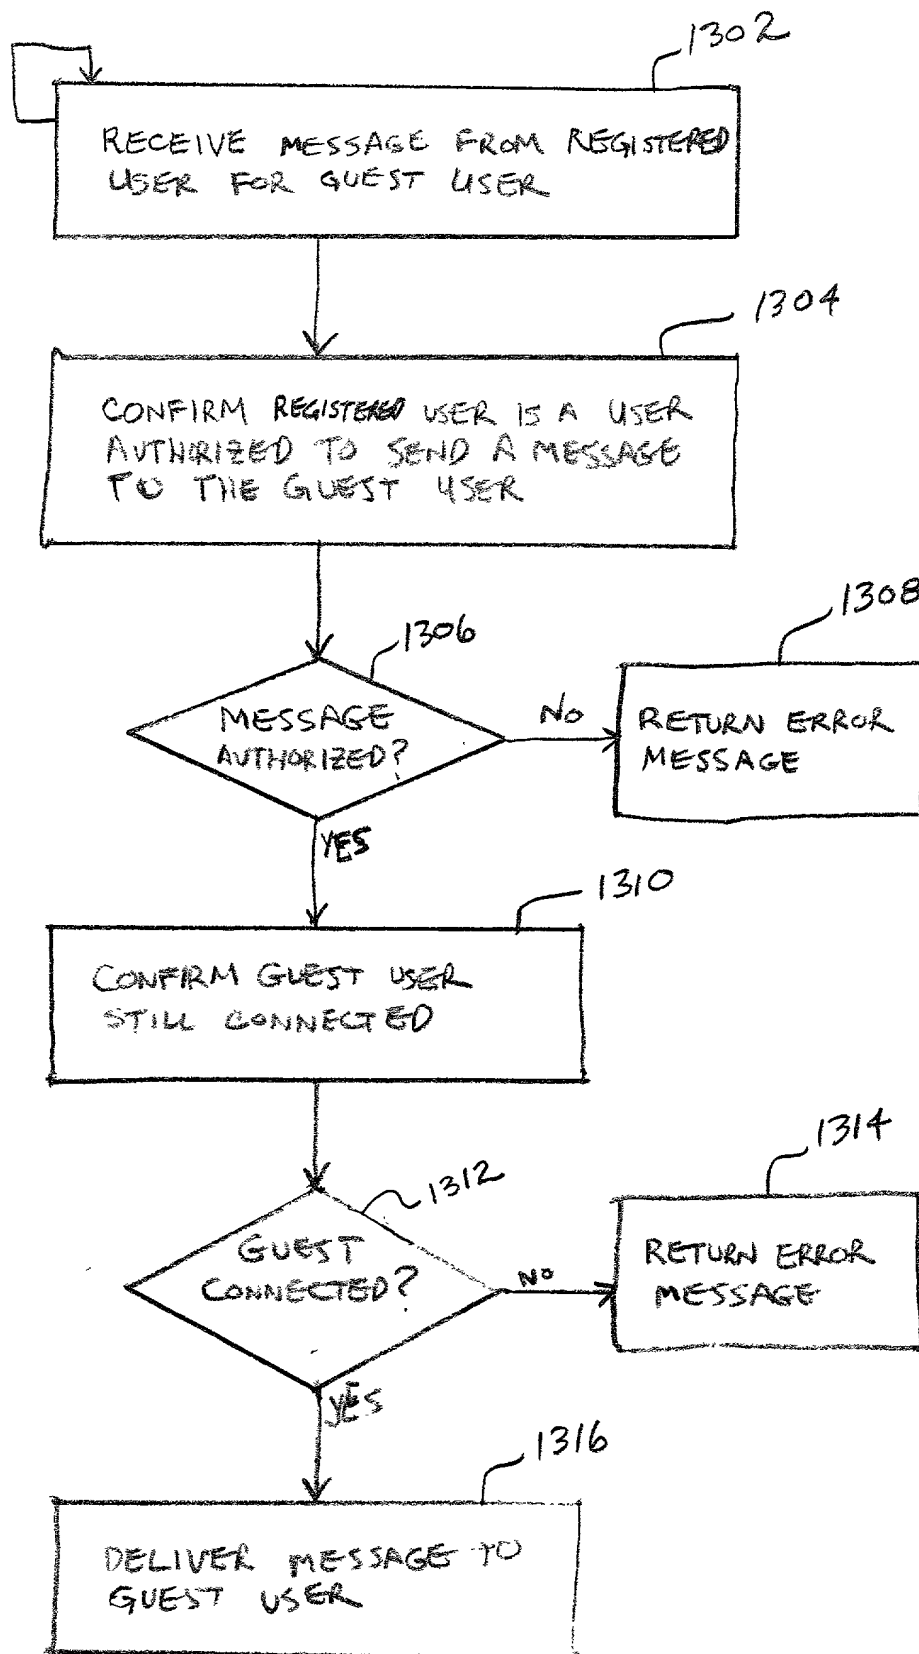 1302
RECEIVE MESSAGE FROM REGISTERED
USER FOR GUEST USER
1304
CONFIRM REGISTERED USER IS A USER
AUTHORIZED TO SEND A MESSAGE
TO THE GUEST USER
1306
MESSAGE
AUTHORIZED?
NO
1308
RETURN ERROR
MESSAGE
YES
1310
CONFIRM GUEST USER
STILL CONNECTED
1312
GUEST
CONNECTED?
NO
1314
RETURN ERROR
MESSAGE
YES
1316
DELIVER MESSAGE TO
GUEST USER